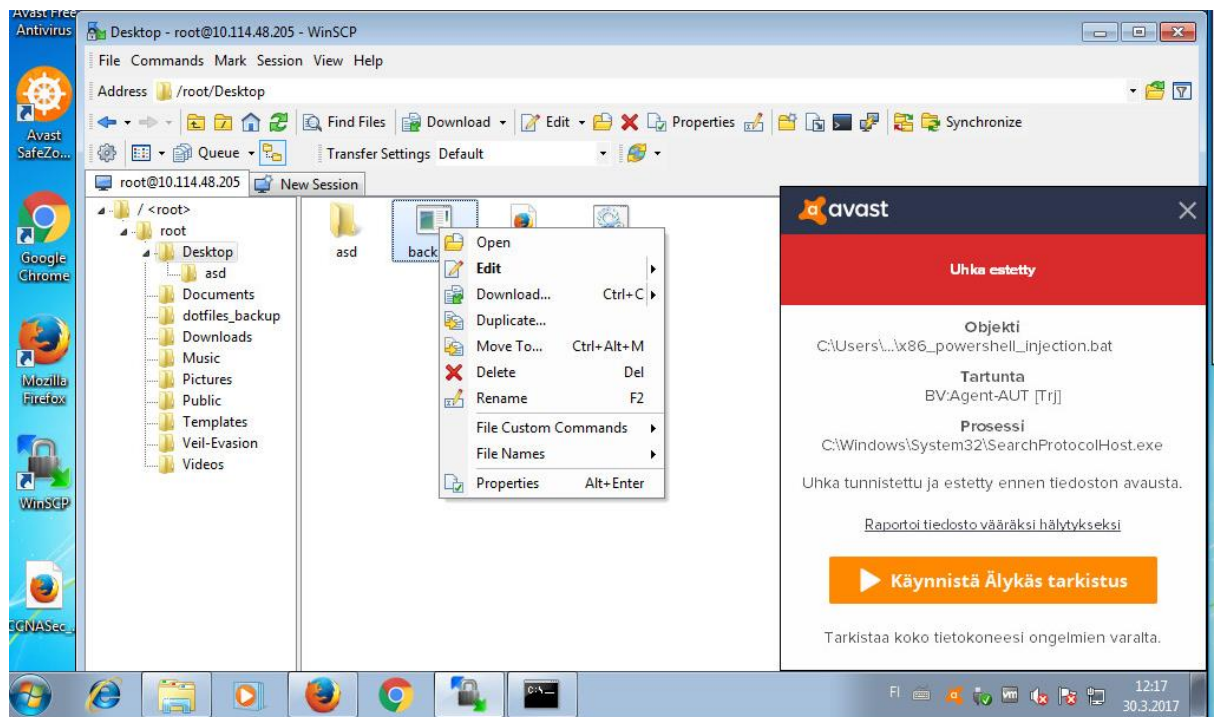 Avast Free
Antivirus
Desktop - root@10.114.48.205 - WinSCP
File Commands Mark Session View Help
Address /root/Desktop
Find Files Download Edit Properties Synchronize
Queue Transfer Settings Default
root@10.114.48.205 New Session
Avast
SafeZo...
Google
Chrome
Mozilla
Firefox
WinSCP
/ <root>
root
Desktop
asd
Documents
dotfiles_backup
Downloads
Music
Pictures
Public
Templates
Veil-Evasion
Videos
asd
back
Open
Edit
Download... Ctrl+C
Duplicate...
Move To... Ctrl+Alt+M
Delete Del
Rename F2
File Custom Commands
File Names
Properties Alt+Enter
avast
Uhka estetty
Objekti
C:\Users\...\x86_powershell_injection.bat
Tartunta
BV:Agent-AUT [Trj]
Prosessi
C:\Windows\System32\SearchProtocolHost.exe
Uhka tunnistettu ja estetty ennen tiedoston avausta.
Raportoi tiedosto vääräksi hälytykseksi
Käynnistä Älykäs tarkistus
Tarkistaa koko tietokoneesi ongelmien varalta.
FI
12:17
30.3.2017